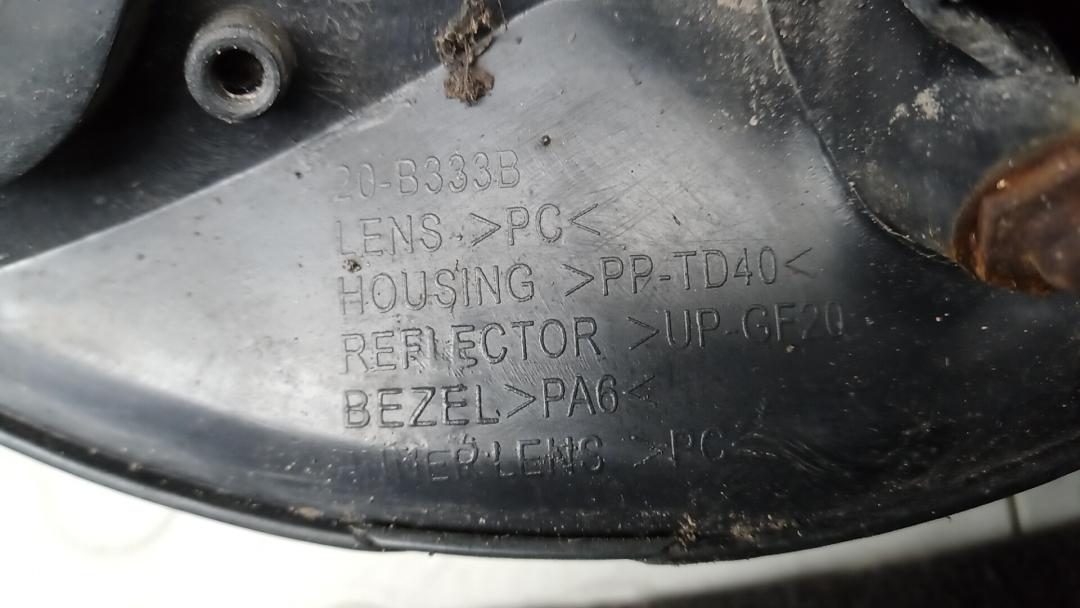 20-B333B
LENS >PC<
HOUSING >PP-TD40<
REFLECTOR >UP-GF20
BEZEL>PA6<
LENS >PC